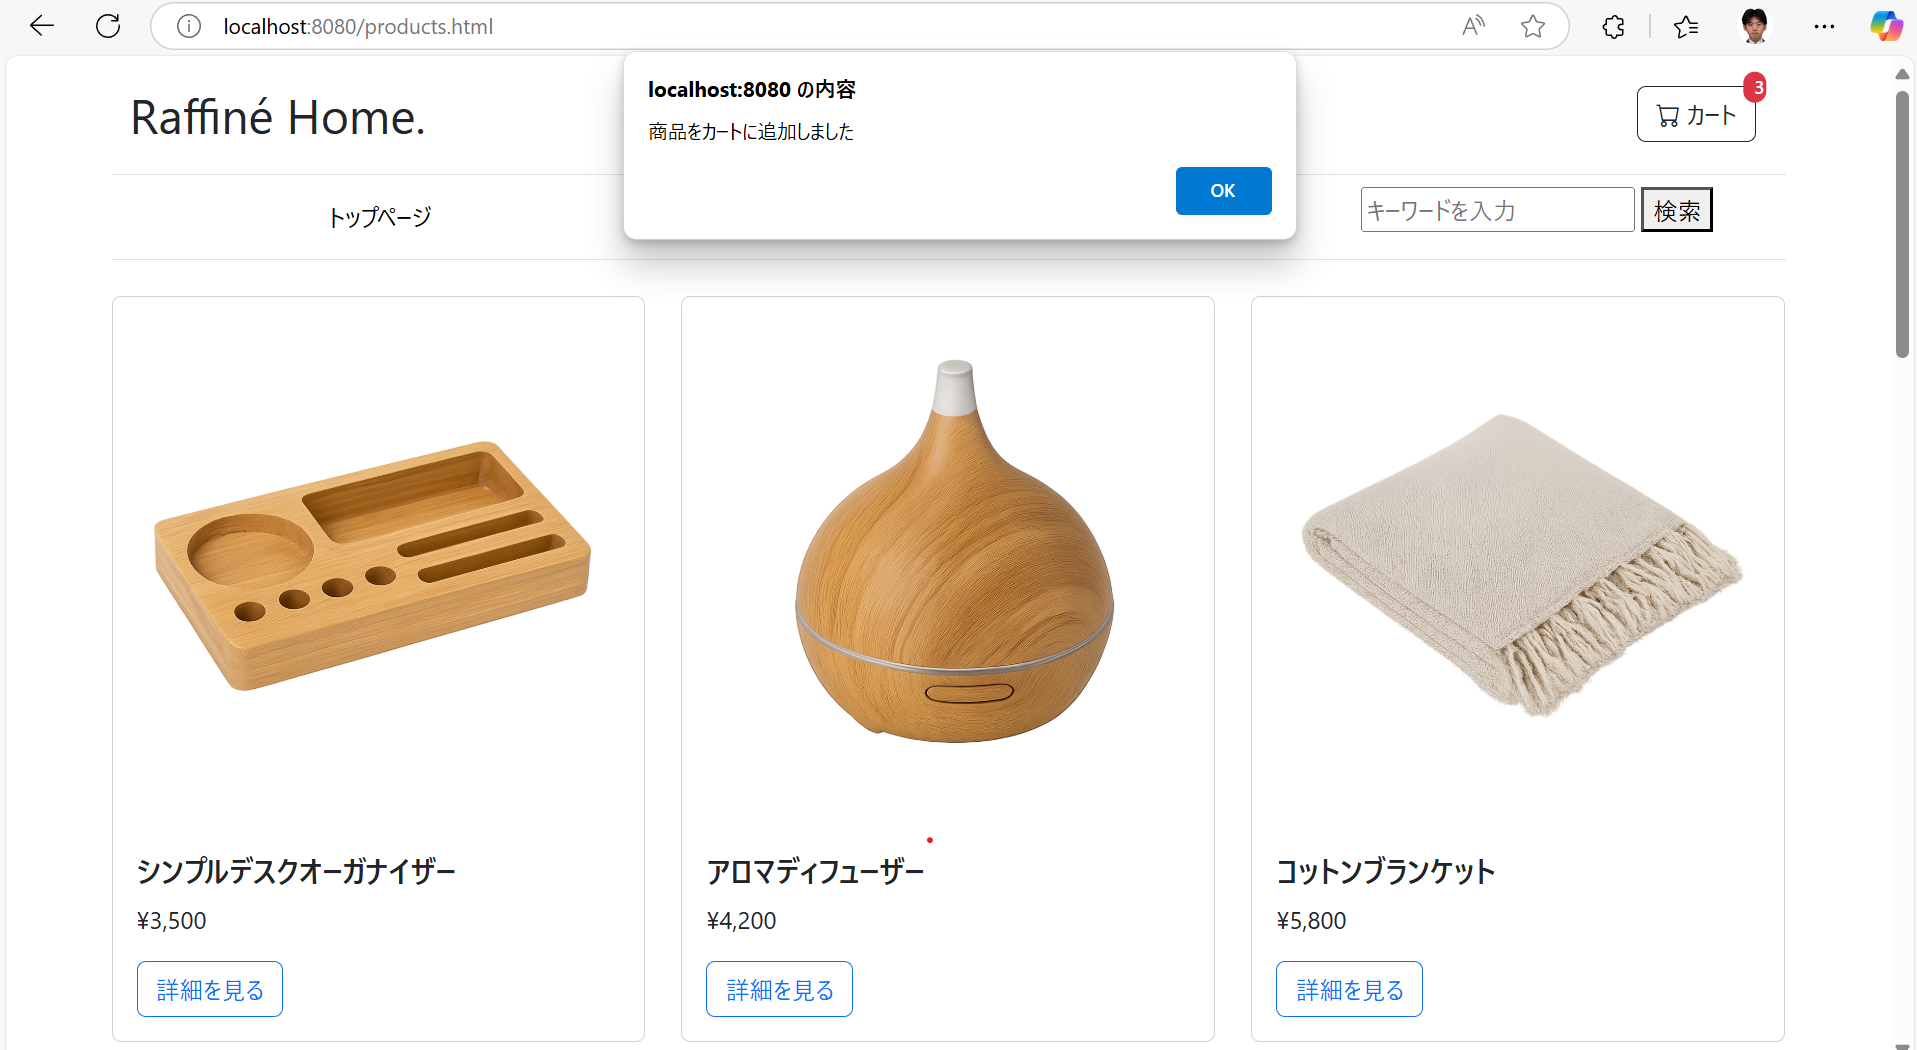 localhost:8080/products.html
localhost:8080 の内容
商品をカートに追加しました
OK
Raffiné Home.
3
カート
トップページ
キーワードを入力
検索
シンプルデスクオーガナイザー
¥3,500
詳細を見る
アロマディフューザー
¥4,200
詳細を見る
コットンブランケット
¥5,800
詳細を見る